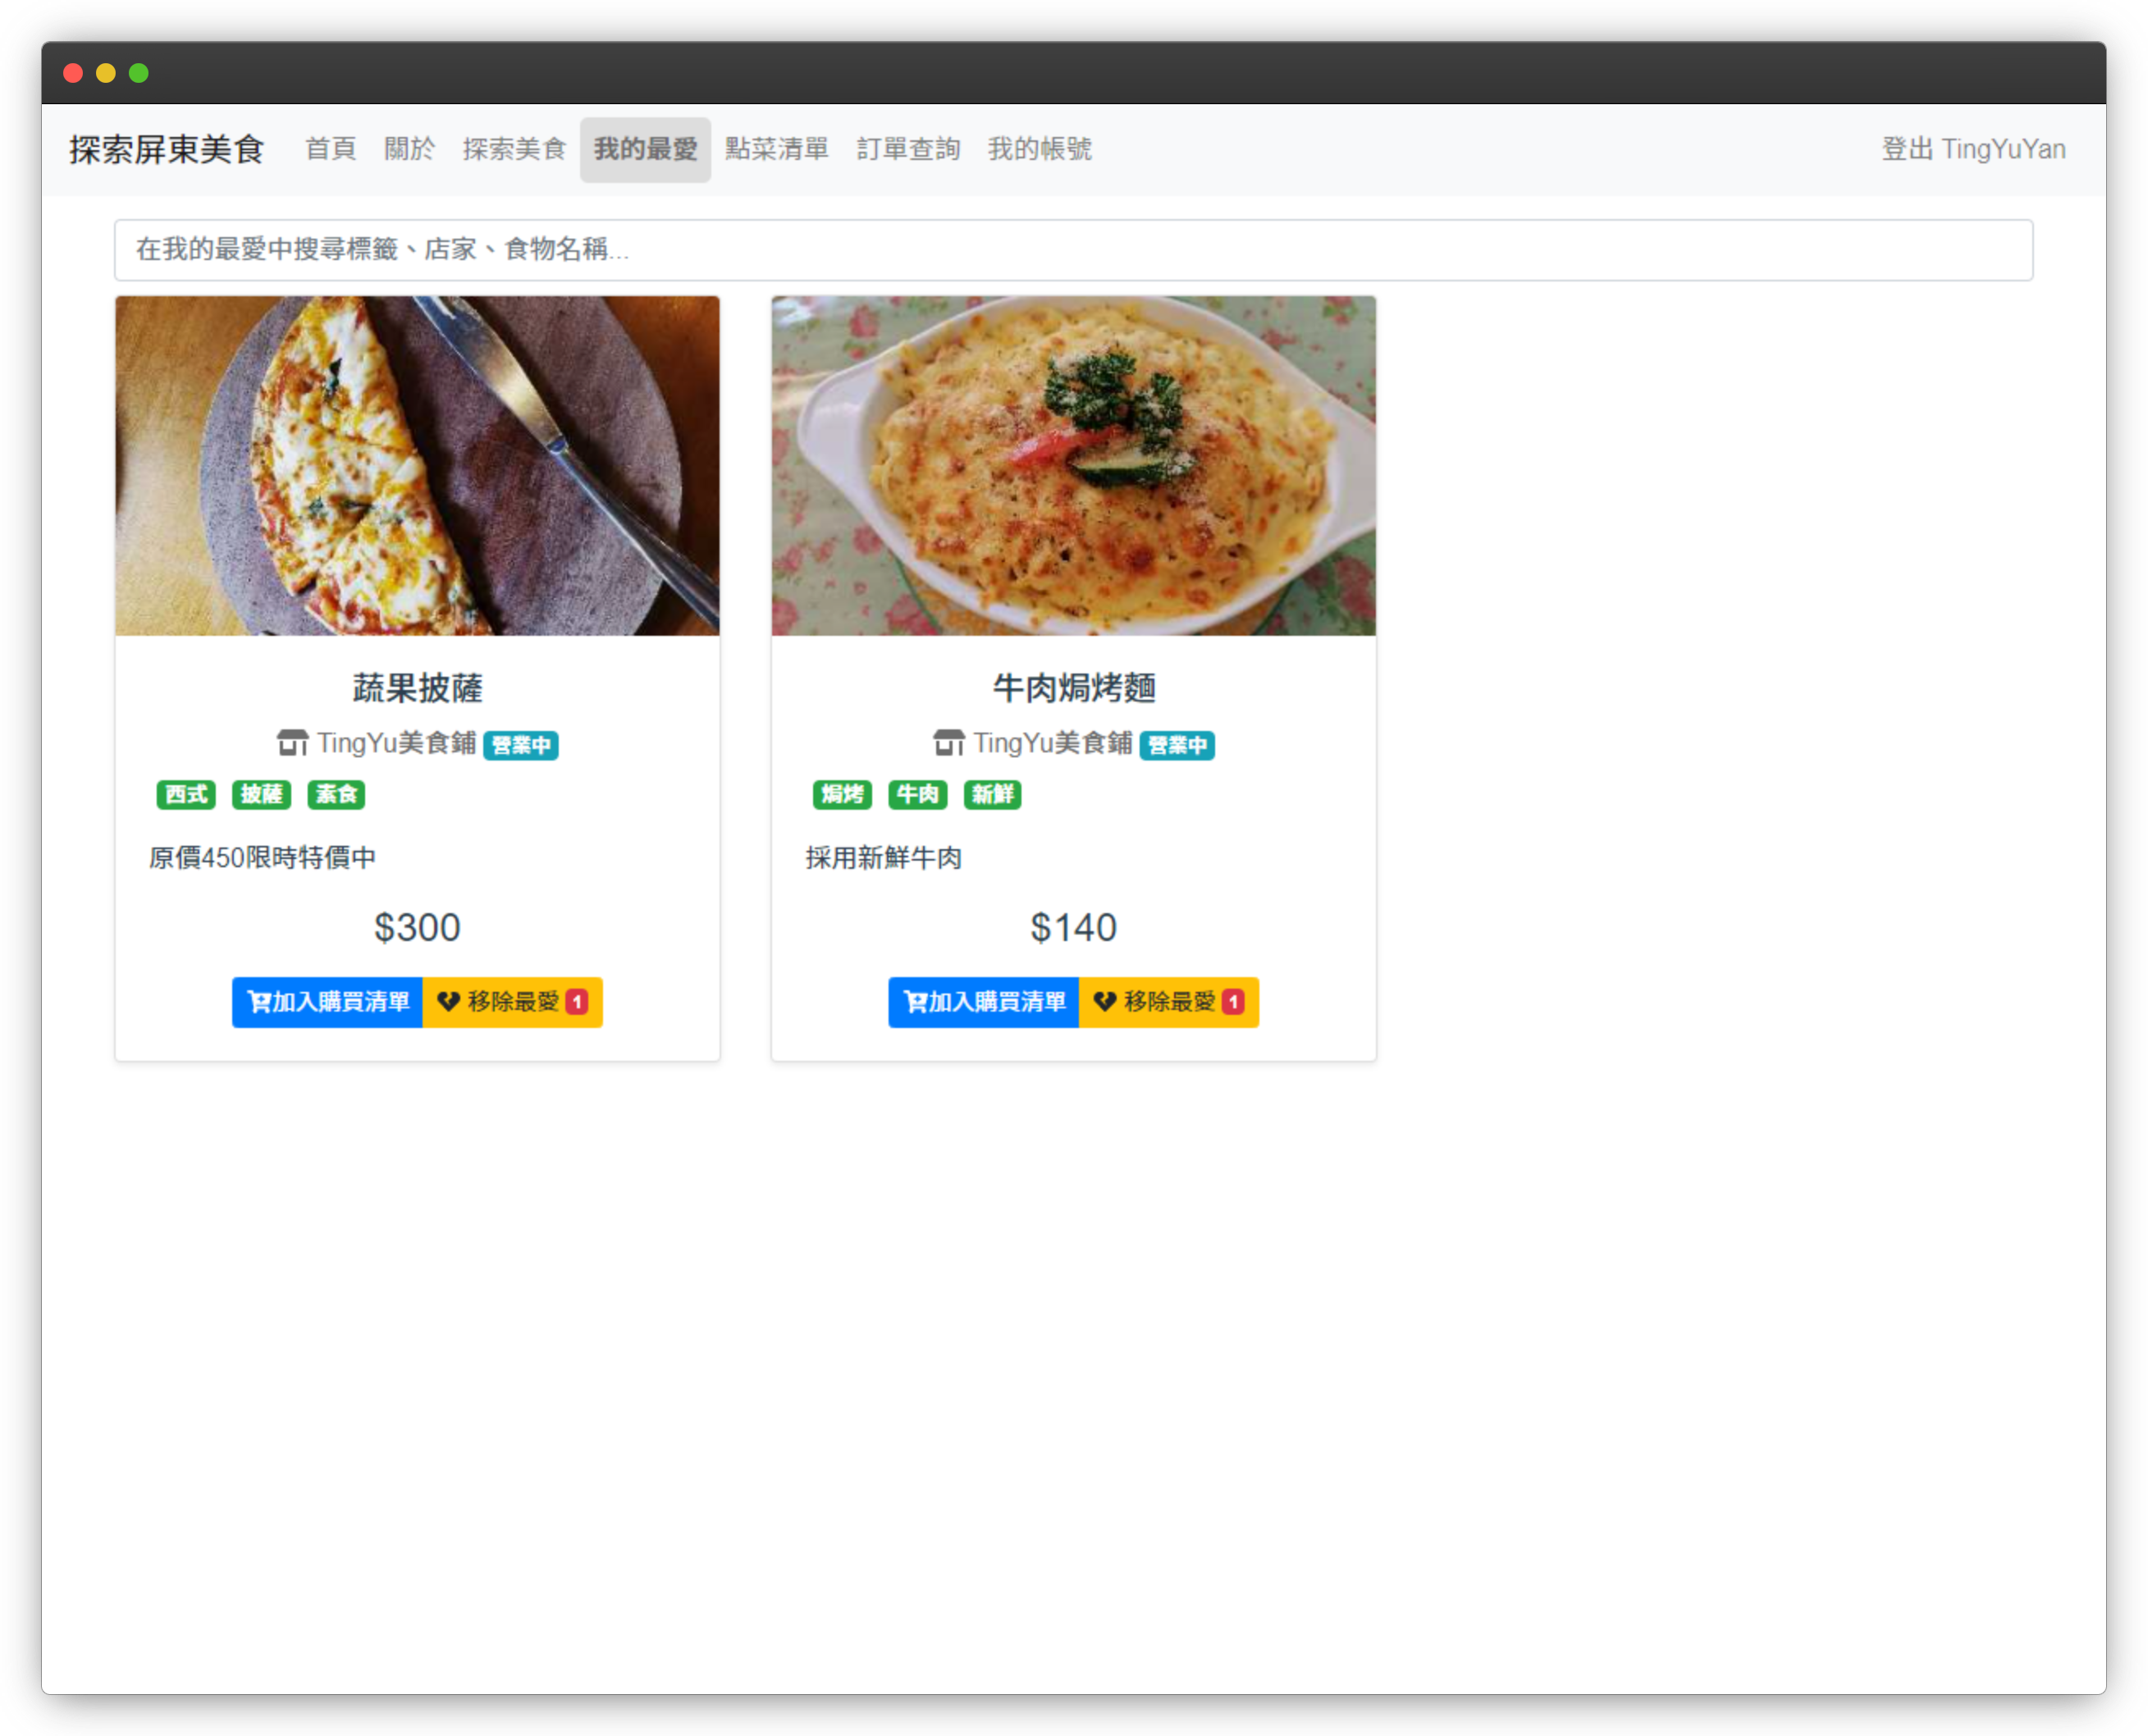 探索屏東美食 首頁 關於 探索美食 我的最愛 點菜清單 訂單查詢 我的帳號 登出 TingYuYan
在我的最愛中搜尋標籤、店家、食物名稱...
蔬果披薩
TingYu美食鋪 營業中
西式 披薩 素食
原價450限時特價中
$300
加入購買清單 移除最愛 1
牛肉焗烤麵
TingYu美食鋪 營業中
焗烤 牛肉 新鮮
採用新鮮牛肉
$140
加入購買清單 移除最愛 1